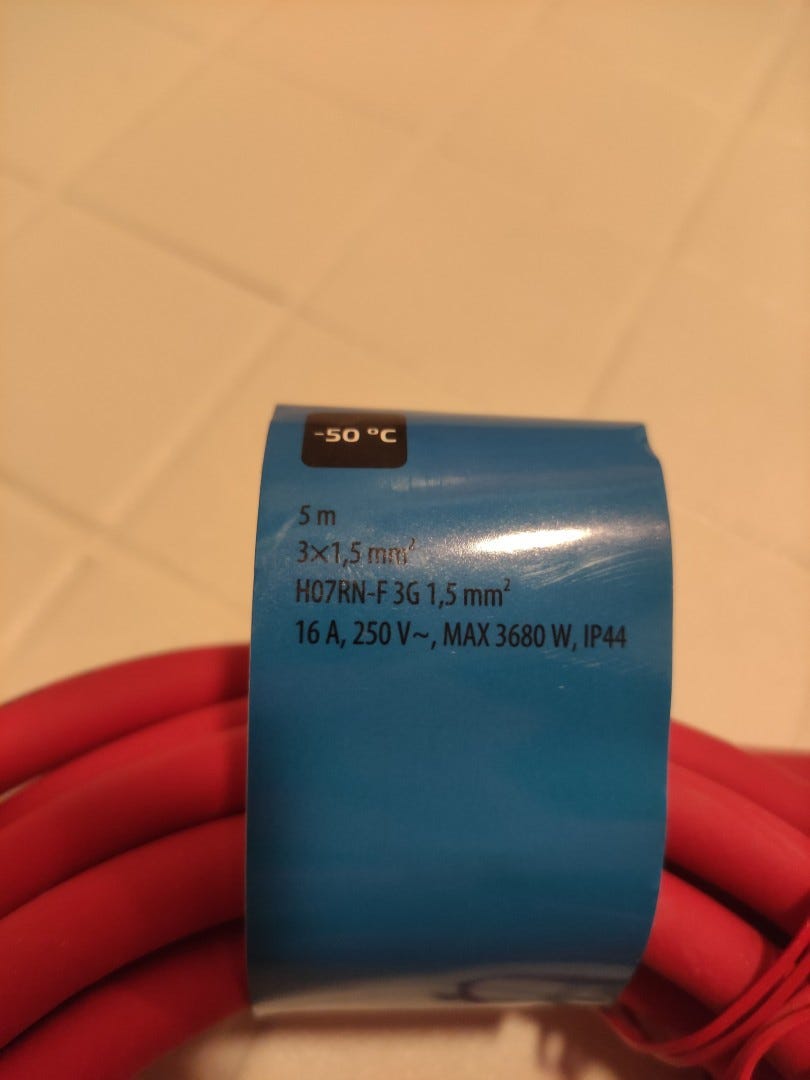 -50 °C
5 m
3×1,5 mm²
H07RN-F 3G 1,5 mm²
16 A, 250 V~, MAX 3680 W, IP44